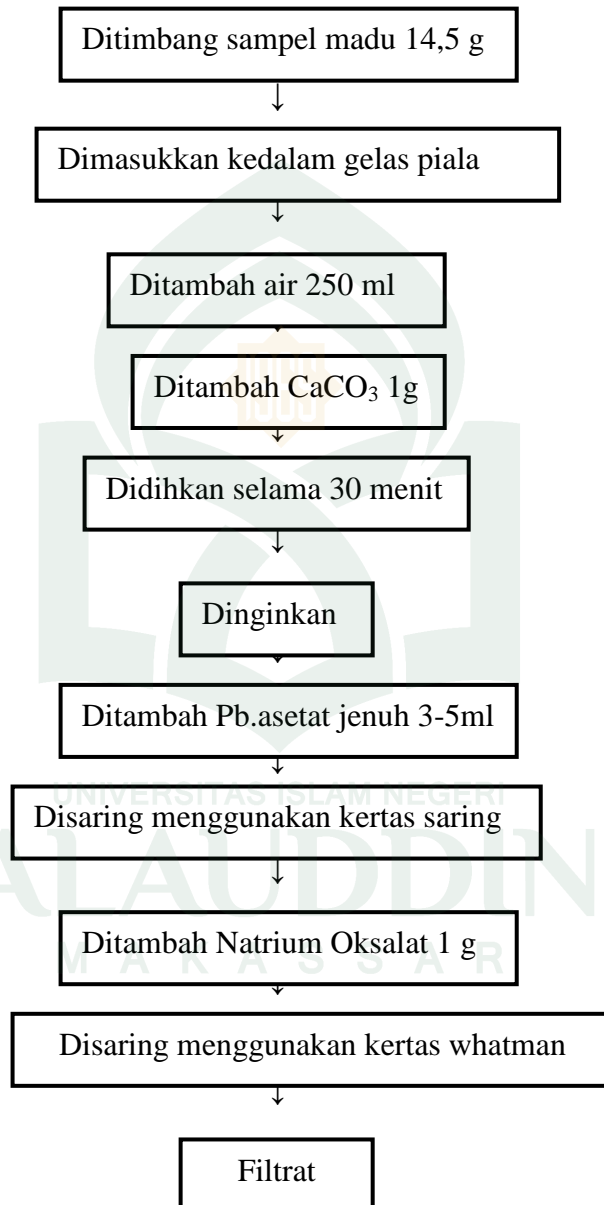 Ditimbang sampel madu 14,5 g
↓
Dimasukkan kedalam gelas piala
↓
Ditambah air 250 ml
Ditambah CaCO₃ 1g
↓
Didihkan selama 30 menit
↓
Dinginkan
Ditambah Pb.asetat jenuh 3-5ml
↓
UNIVERSITAS ISLAM NEGERI
Disaring menggunakan kertas saring
↓
ALAUDDIN
Ditambah Natrium Oksalat 1 g
MAKASSAR
↓
Disaring menggunakan kertas whatman
↓
Filtrat